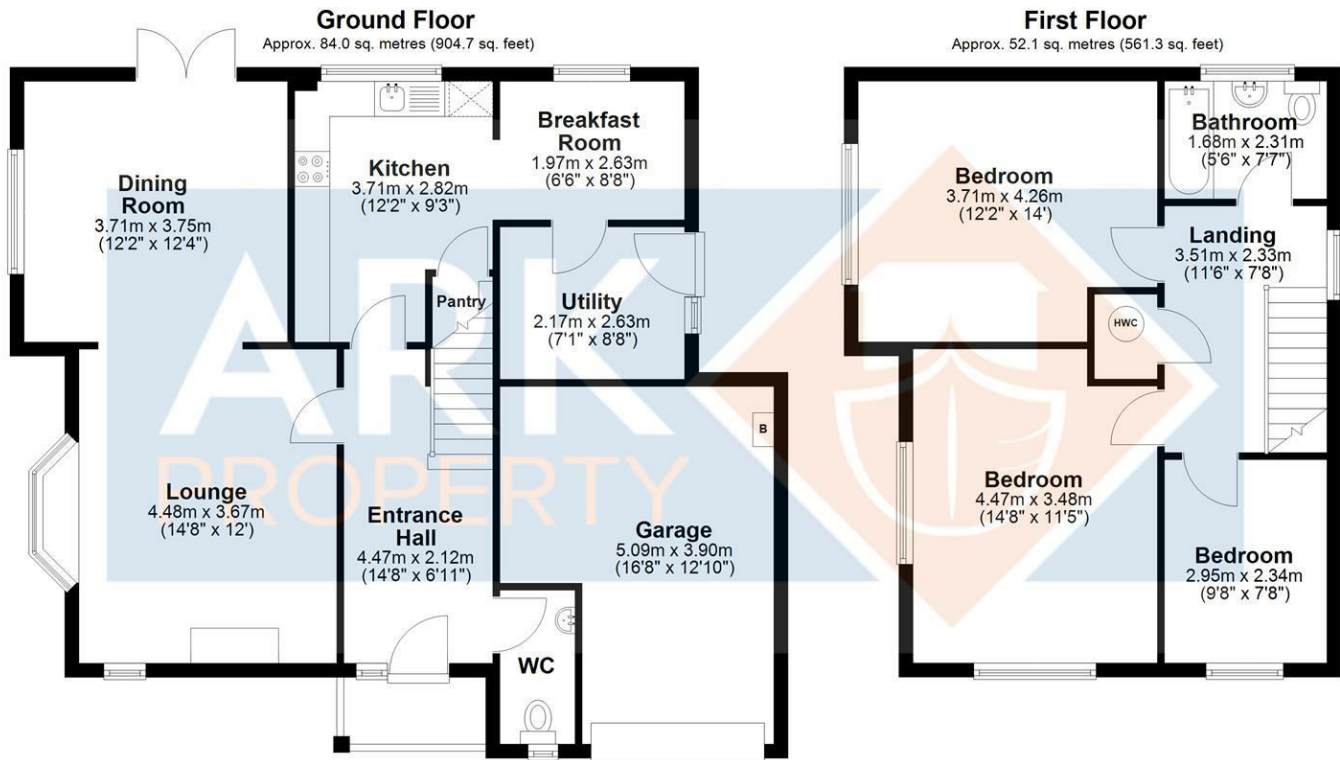 Ground Floor
Approx. 84.0 sq. metres (904.7 sq. feet)
Dining
Room
3.71m x 3.75m
(12'2" x 12'4")
Kitchen
3.71m x 2.82m
(12'2" x 9'3")
Breakfast
Room
1.97m x 2.63m
(6'6" x 8'8")
Pantry
Utility
2.17m x 2.63m
(7'1" x 8'8")
Lounge
4.48m x 3.67m
(14'8" x 12')
Entrance
Hall
4.47m x 2.12m
(14'8" x 6'11")
WC
Garage
5.09m x 3.90m
(16'8" x 12'10")
B
First Floor
Approx. 52.1 sq. metres (561.3 sq. feet)
Bedroom
3.71m x 4.26m
(12'2" x 14')
Bathroom
1.68m x 2.31m
(5'6" x 7'7")
Landing
3.51m x 2.33m
(11'6" x 7'8")
HWC
Bedroom
4.47m x 3.48m
(14'8" x 11'5")
Bedroom
2.95m x 2.34m
(9'8" x 7'8")
ARK
PROPERTY